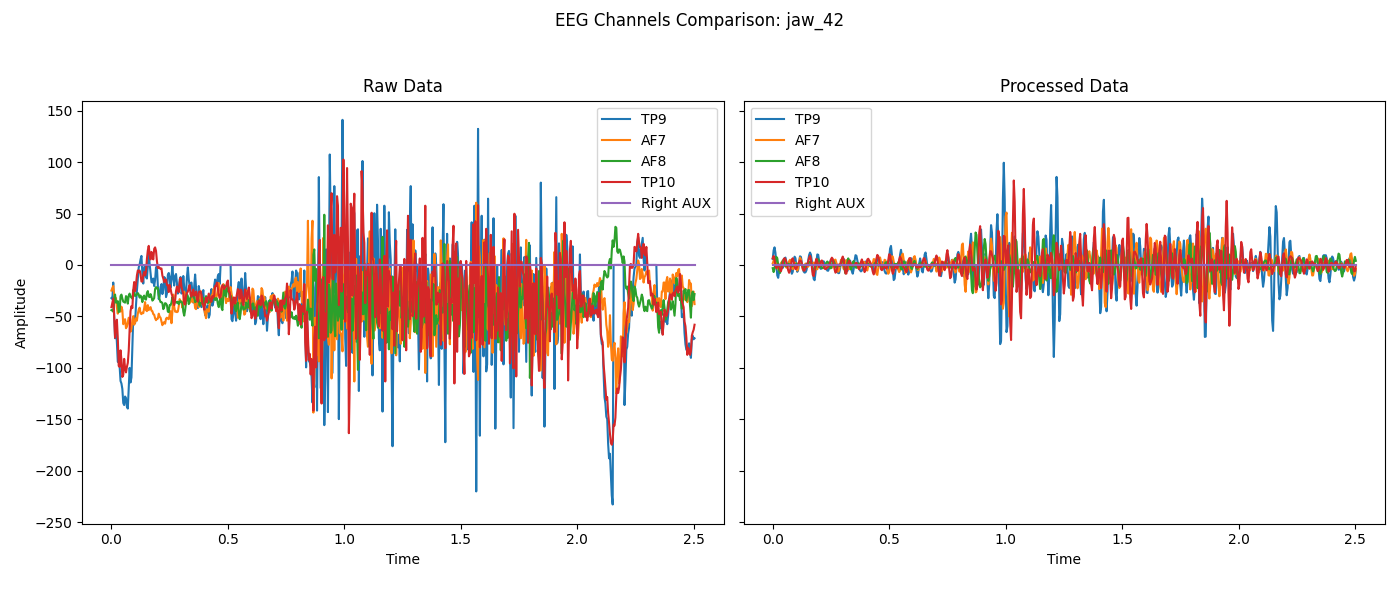 EEG Channels Comparison: jaw_42
Raw Data
Processed Data
Amplitude
150
100
50
0
−50
−100
−150
−200
−250
TP9
AF7
AF8
TP10
Right AUX
TP9
AF7
AF8
TP10
Right AUX
0.0 0.5 1.0 1.5 2.0 2.5
0.0 0.5 1.0 1.5 2.0 2.5
Time
Time